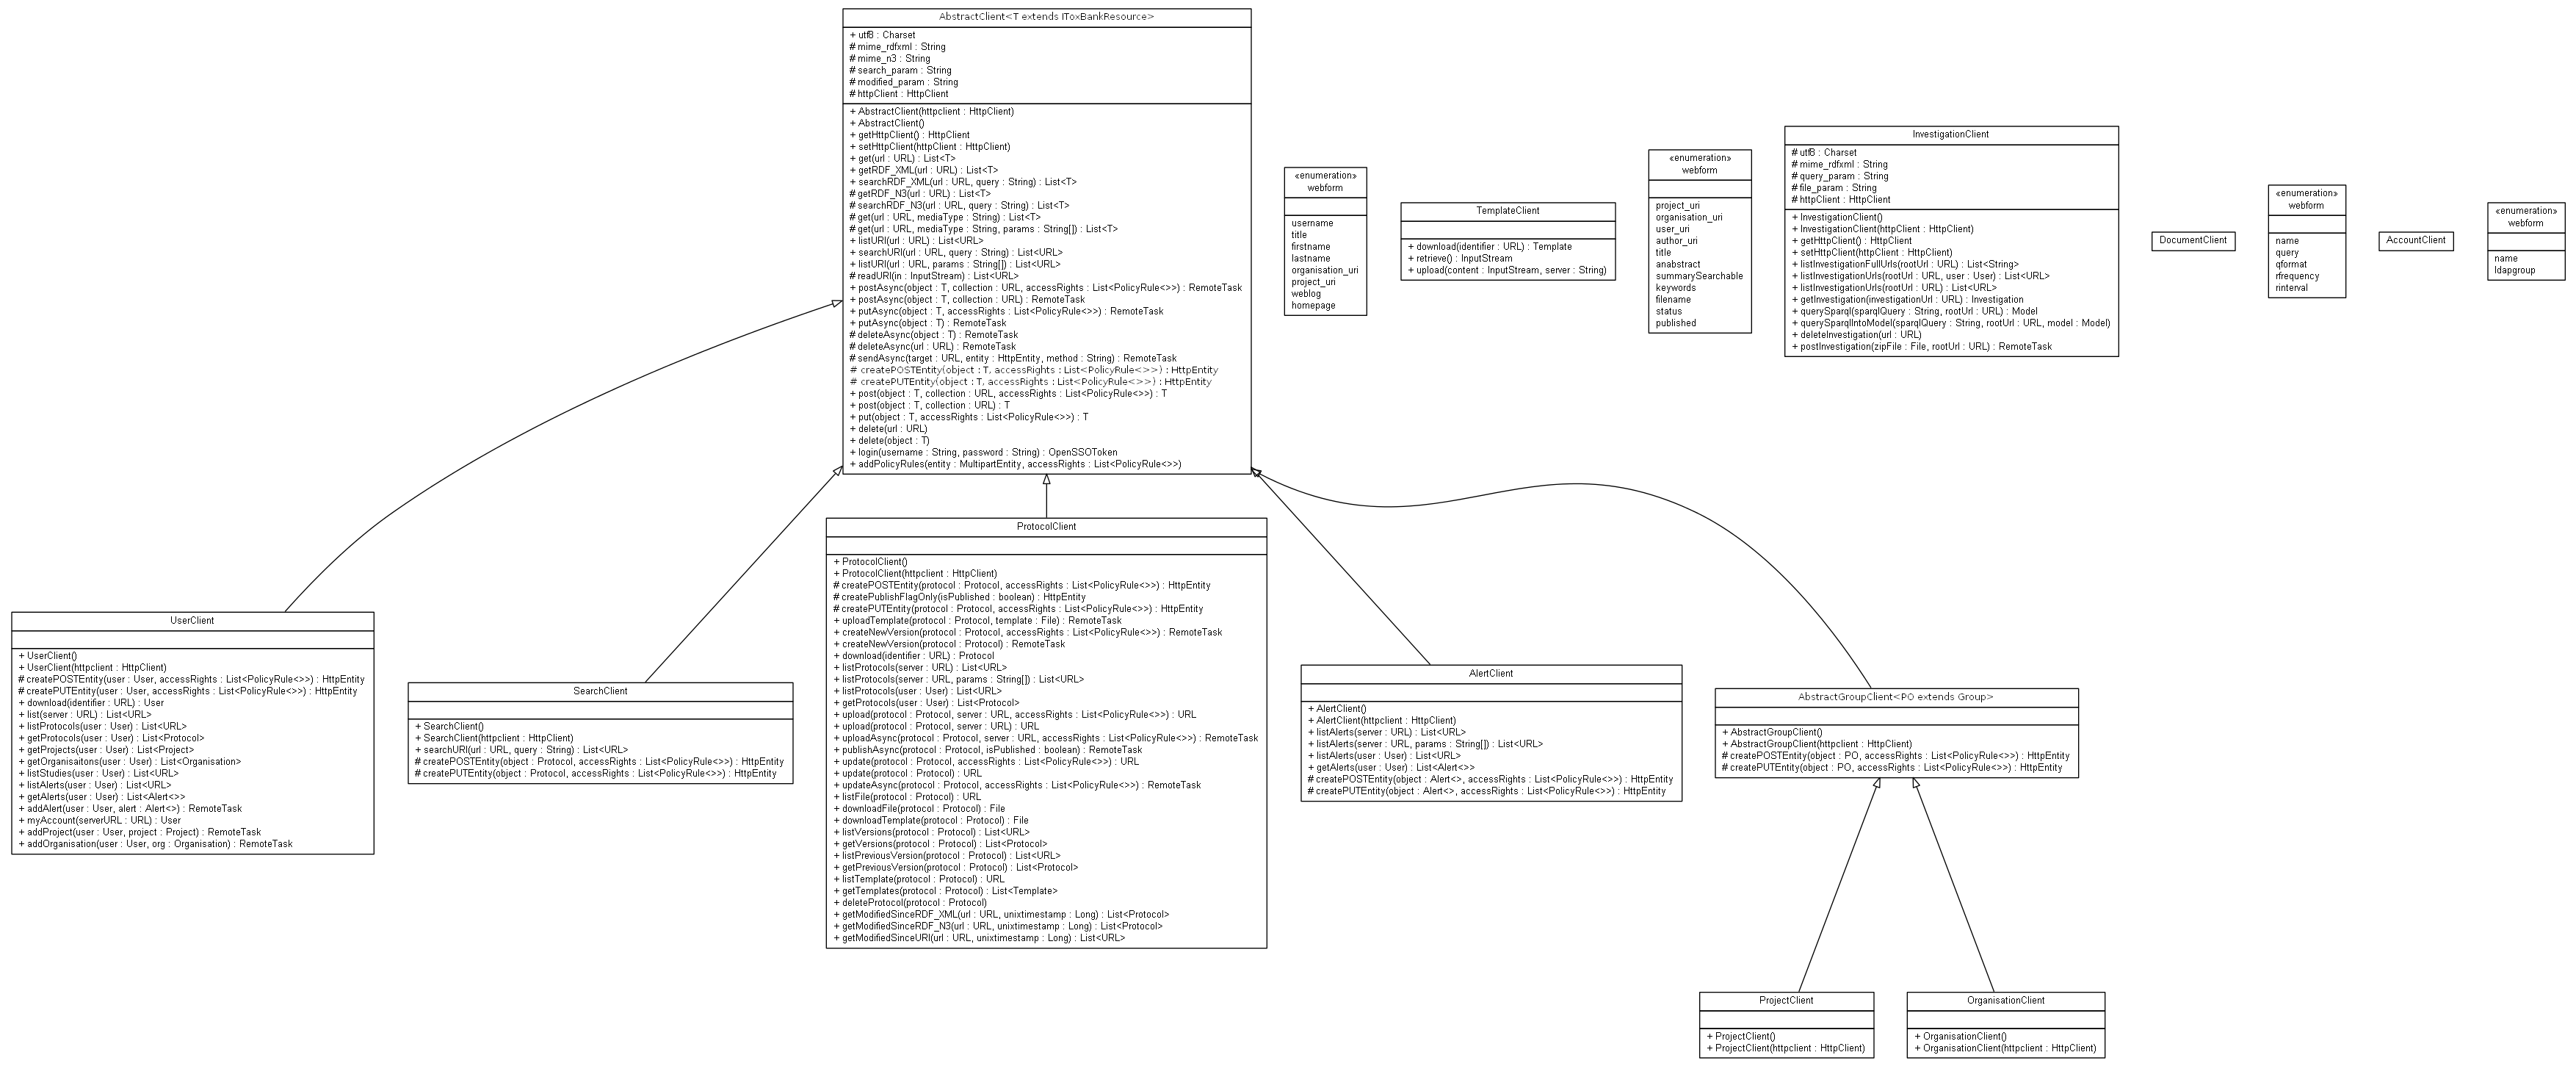 AbstractClient<T extends IToxBankResource>
+ utf8 : Charset
# mime_rdfxml : String
# mime_n3 : String
# search_param : String
# modified_param : String
# httpClient : HttpClient
+ AbstractClient(httpclient : HttpClient)
+ AbstractClient()
+ getHttpClient() : HttpClient
+ setHttpClient(httpClient : HttpClient)
+ get(url : URL) : List<T>
+ getRDF_XML(url : URL) : List<T>
+ searchRDF_XML(url : URL, query : String) : List<T>
# getRDF_N3(url : URL) : List<T>
# searchRDF_N3(url : URL, query : String) : List<T>
# get(url : URL, mediaType : String) : List<T>
# get(url : URL, mediaType : String, params : String[]) : List<T>
+ listURI(url : URL) : List<URL>
+ searchURI(url : URL, query : String) : List<URL>
+ listURI(url : URL, params : String[]) : List<URL>
# readURI(in : InputStream) : List<URL>
+ postAsync(object : T, collection : URL, accessRights : List<PolicyRule<>>) : RemoteTask
+ postAsync(object : T, collection : URL) : RemoteTask
+ putAsync(object : T, accessRights : List<PolicyRule<>>) : RemoteTask
+ putAsync(object : T) : RemoteTask
# deleteAsync(object : T) : RemoteTask
# deleteAsync(url : URL) : RemoteTask
# sendAsync(target : URL, entity : HttpEntity, method : String) : RemoteTask
# createPOSTEntity(object : T, accessRights : List<PolicyRule<>>) : HttpEntity
# createPUTEntity(object : T, accessRights : List<PolicyRule<>>) : HttpEntity
+ post(object : T, collection : URL, accessRights : List<PolicyRule<>>) : T
+ post(object : T, collection : URL) : T
+ put(object : T, accessRights : List<PolicyRule<>>) : T
+ delete(url : URL)
+ delete(object : T)
+ login(username : String, password : String) : OpenSSOToken
+ addPolicyRules(entity : MultipartEntity, accessRights : List<PolicyRule<>>)
«enumeration»
webform
username
title
firstname
lastname
organisation_uri
project_uri
weblog
homepage
TemplateClient
+ download(identifier : URL) : Template
+ retrieve() : InputStream
+ upload(content : InputStream, server : String)
«enumeration»
webform
project_uri
organisation_uri
user_uri
author_uri
title
anabstract
summarySearchable
keywords
filename
status
published
InvestigationClient
# utf8 : Charset
# mime_rdfxml : String
# query_param : String
# file_param : String
# httpClient : HttpClient
+ InvestigationClient()
+ InvestigationClient(httpClient : HttpClient)
+ getHttpClient() : HttpClient
+ setHttpClient(httpClient : HttpClient)
+ listInvestigationFullUrls(rootUrl : URL) : List<String>
+ listInvestigationUrls(rootUrl : URL, user : User) : List<URL>
+ listInvestigationUrls(rootUrl : URL) : List<URL>
+ getInvestigation(investigationUrl : URL) : Investigation
+ querySparql(sparqlQuery : String, rootUrl : URL) : Model
+ querySparqlIntoModel(sparqlQuery : String, rootUrl : URL, model : Model)
+ deleteInvestigation(url : URL)
+ postInvestigation(zipFile : File, rootUrl : URL) : RemoteTask
DocumentClient
«enumeration»
webform
name
query
qformat
rfrequency
rinterval
AccountClient
«enumeration»
webform
name
ldapgroup
UserClient
+ UserClient()
+ UserClient(httpclient : HttpClient)
# createPOSTEntity(user : User, accessRights : List<PolicyRule<>>) : HttpEntity
# createPUTEntity(user : User, accessRights : List<PolicyRule<>>) : HttpEntity
+ download(identifier : URL) : User
+ list(server : URL) : List<URL>
+ listProtocols(user : User) : List<URL>
+ getProtocols(user : User) : List<Protocol>
+ getProjects(user : User) : List<Project>
+ getOrganisaitons(user : User) : List<Organisation>
+ listStudies(user : User) : List<URL>
+ listAlerts(user : User) : List<URL>
+ getAlerts(user : User) : List<Alert<>>
+ addAlert(user : User, alert : Alert<>) : RemoteTask
+ myAccount(serverURL : URL) : User
+ addProject(user : User, project : Project) : RemoteTask
+ addOrganisation(user : User, org : Organisation) : RemoteTask
SearchClient
+ SearchClient()
+ SearchClient(httpclient : HttpClient)
+ searchURI(url : URL, query : String) : List<URL>
# createPOSTEntity(object : Protocol, accessRights : List<PolicyRule<>>) : HttpEntity
# createPUTEntity(object : Protocol, accessRights : List<PolicyRule<>>) : HttpEntity
ProtocolClient
+ ProtocolClient()
+ ProtocolClient(httpclient : HttpClient)
# createPOSTEntity(protocol : Protocol, accessRights : List<PolicyRule<>>) : HttpEntity
# createPublishFlagOnly(isPublished : boolean) : HttpEntity
# createPUTEntity(protocol : Protocol, accessRights : List<PolicyRule<>>) : HttpEntity
+ uploadTemplate(protocol : Protocol, template : File) : RemoteTask
+ createNewVersion(protocol : Protocol, accessRights : List<PolicyRule<>>) : RemoteTask
+ createNewVersion(protocol : Protocol) : RemoteTask
+ download(identifier : URL) : Protocol
+ listProtocols(server : URL) : List<URL>
+ listProtocols(server : URL, params : String[]) : List<URL>
+ listProtocols(user : User) : List<URL>
+ getProtocols(user : User) : List<Protocol>
+ upload(protocol : Protocol, server : URL, accessRights : List<PolicyRule<>>) : URL
+ upload(protocol : Protocol, server : URL) : URL
+ uploadAsync(protocol : Protocol, server : URL, accessRights : List<PolicyRule<>>) : RemoteTask
+ publishAsync(protocol : Protocol, isPublished : boolean) : RemoteTask
+ update(protocol : Protocol, accessRights : List<PolicyRule<>>) : URL
+ update(protocol : Protocol) : URL
+ updateAsync(protocol : Protocol, accessRights : List<PolicyRule<>>) : RemoteTask
+ listFile(protocol : Protocol) : URL
+ downloadFile(protocol : Protocol) : File
+ downloadTemplate(protocol : Protocol) : File
+ listVersions(protocol : Protocol) : List<URL>
+ getVersions(protocol : Protocol) : List<Protocol>
+ listPreviousVersion(protocol : Protocol) : List<URL>
+ getPreviousVersion(protocol : Protocol) : List<Protocol>
+ listTemplate(protocol : Protocol) : URL
+ getTemplates(protocol : Protocol) : List<Template>
+ deleteProtocol(protocol : Protocol)
+ getModifiedSinceRDF_XML(url : URL, unixtimestamp : Long) : List<Protocol>
+ getModifiedSinceRDF_N3(url : URL, unixtimestamp : Long) : List<Protocol>
+ getModifiedSinceURI(url : URL, unixtimestamp : Long) : List<URL>
AlertClient
+ AlertClient()
+ AlertClient(httpclient : HttpClient)
+ listAlerts(server : URL) : List<URL>
+ listAlerts(server : URL, params : String[]) : List<URL>
+ listAlerts(user : User) : List<URL>
+ getAlerts(user : User) : List<Alert<>>
# createPOSTEntity(object : Alert<>, accessRights : List<PolicyRule<>>) : HttpEntity
# createPUTEntity(object : Alert<>, accessRights : List<PolicyRule<>>) : HttpEntity
AbstractGroupClient<PO extends Group>
+ AbstractGroupClient()
+ AbstractGroupClient(httpclient : HttpClient)
# createPOSTEntity(object : PO, accessRights : List<PolicyRule<>>) : HttpEntity
# createPUTEntity(object : PO, accessRights : List<PolicyRule<>>) : HttpEntity
ProjectClient
+ ProjectClient()
+ ProjectClient(httpclient : HttpClient)
OrganisationClient
+ OrganisationClient()
+ OrganisationClient(httpclient : HttpClient)